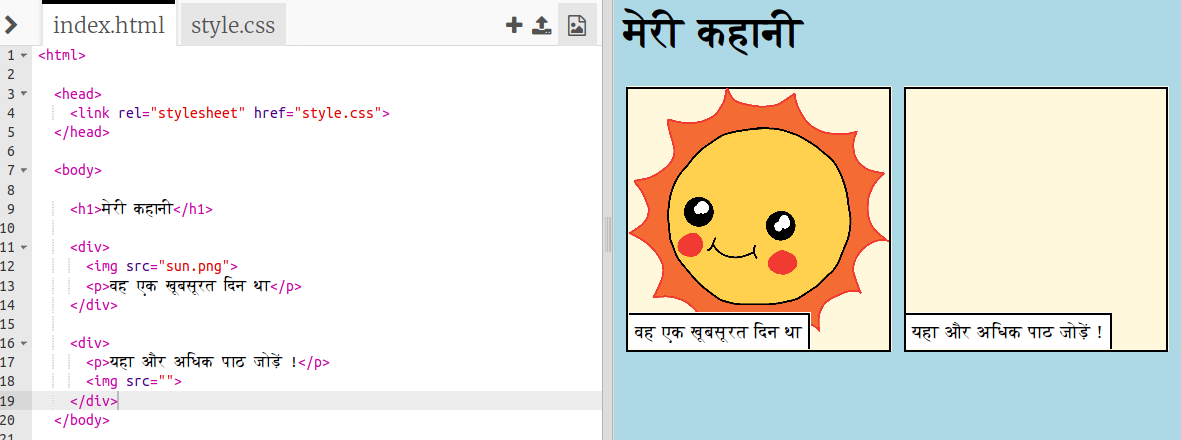 index.html style.css
1 <html>
2
3 <head>
4 <link rel="stylesheet" href="style.css">
5 </head>
6
7 <body>
8
9 <h1>मेरी कहानी</h1>
10
11 <div>
12 <img src="sun.png">
13 <p>वह एक खूबसूरत दिन था</p>
14 </div>
15
16 <div>
17 <p>यहा और अधिक पाठ जोड़ें !</p>
18 <img src="">
19 </div>
20 </body>
21
मेरी कहानी
वह एक खूबसूरत दिन था
यहा और अधिक पाठ जोड़ें !